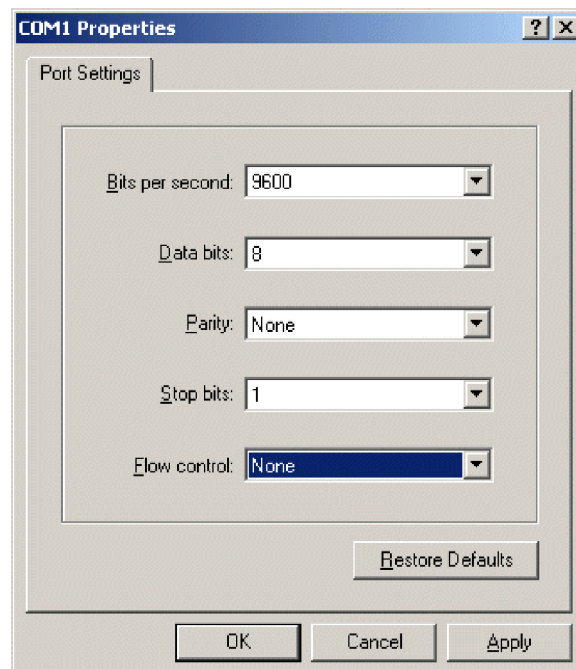 COM1 Properties
Port Settings
Bits per second: 9600
Data bits: 8
Parity: None
Stop bits: 1
Flow control: None
Restore Defaults
OK Cancel Apply